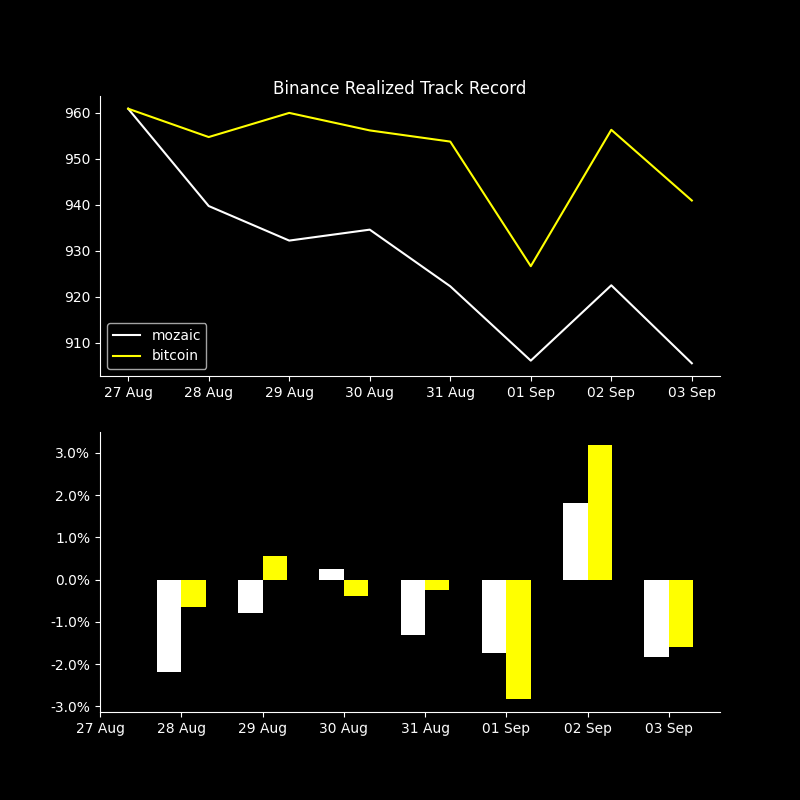 Binance Realized Track Record
960
950
940
930
920
910
mozaic
bitcoin
27 Aug 28 Aug 29 Aug 30 Aug 31 Aug 01 Sep 02 Sep 03 Sep
3.0%
2.0%
1.0%
0.0%
-1.0%
-2.0%
-3.0%
27 Aug 28 Aug 29 Aug 30 Aug 31 Aug 01 Sep 02 Sep 03 Sep